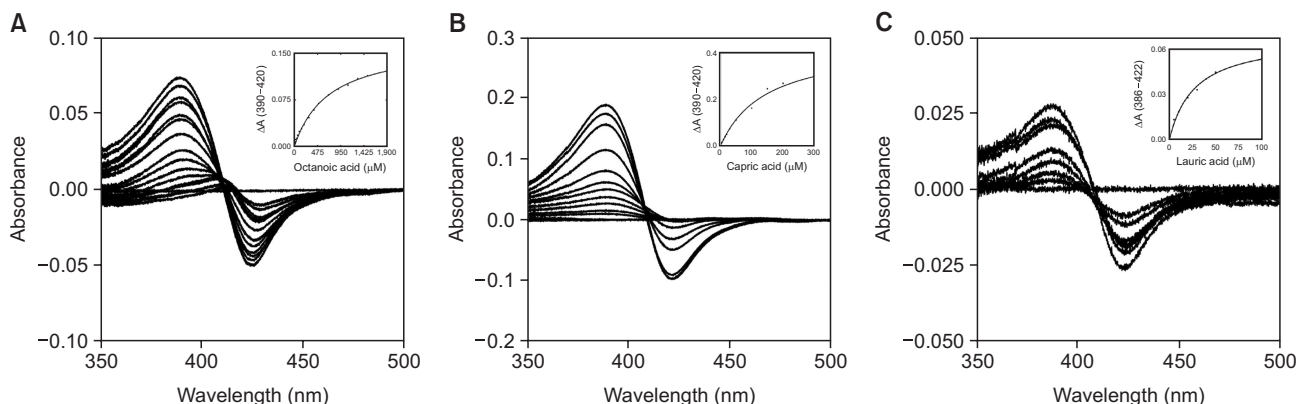 A
0.10
0.05
0.00
−0.05
−0.10
Absorbance
350 400 450 500
Wavelength (nm)
0.150
0.075
0.000
ΔA (390−420)
0 475 950 1,425 1,900
Octanoic acid (μM)
B
0.3
0.2
0.1
0.0
−0.1
−0.2
Absorbance
350 400 450 500
Wavelength (nm)
0.4
0.2
0.0
ΔA (390−420)
0 100 200 300
Capric acid (μM)
C
0.050
0.025
0.000
−0.025
−0.050
Absorbance
350 400 450 500
Wavelength (nm)
0.06
0.03
0.00
ΔA (386−422)
0 25 50 75 100
Lauric acid (μM)